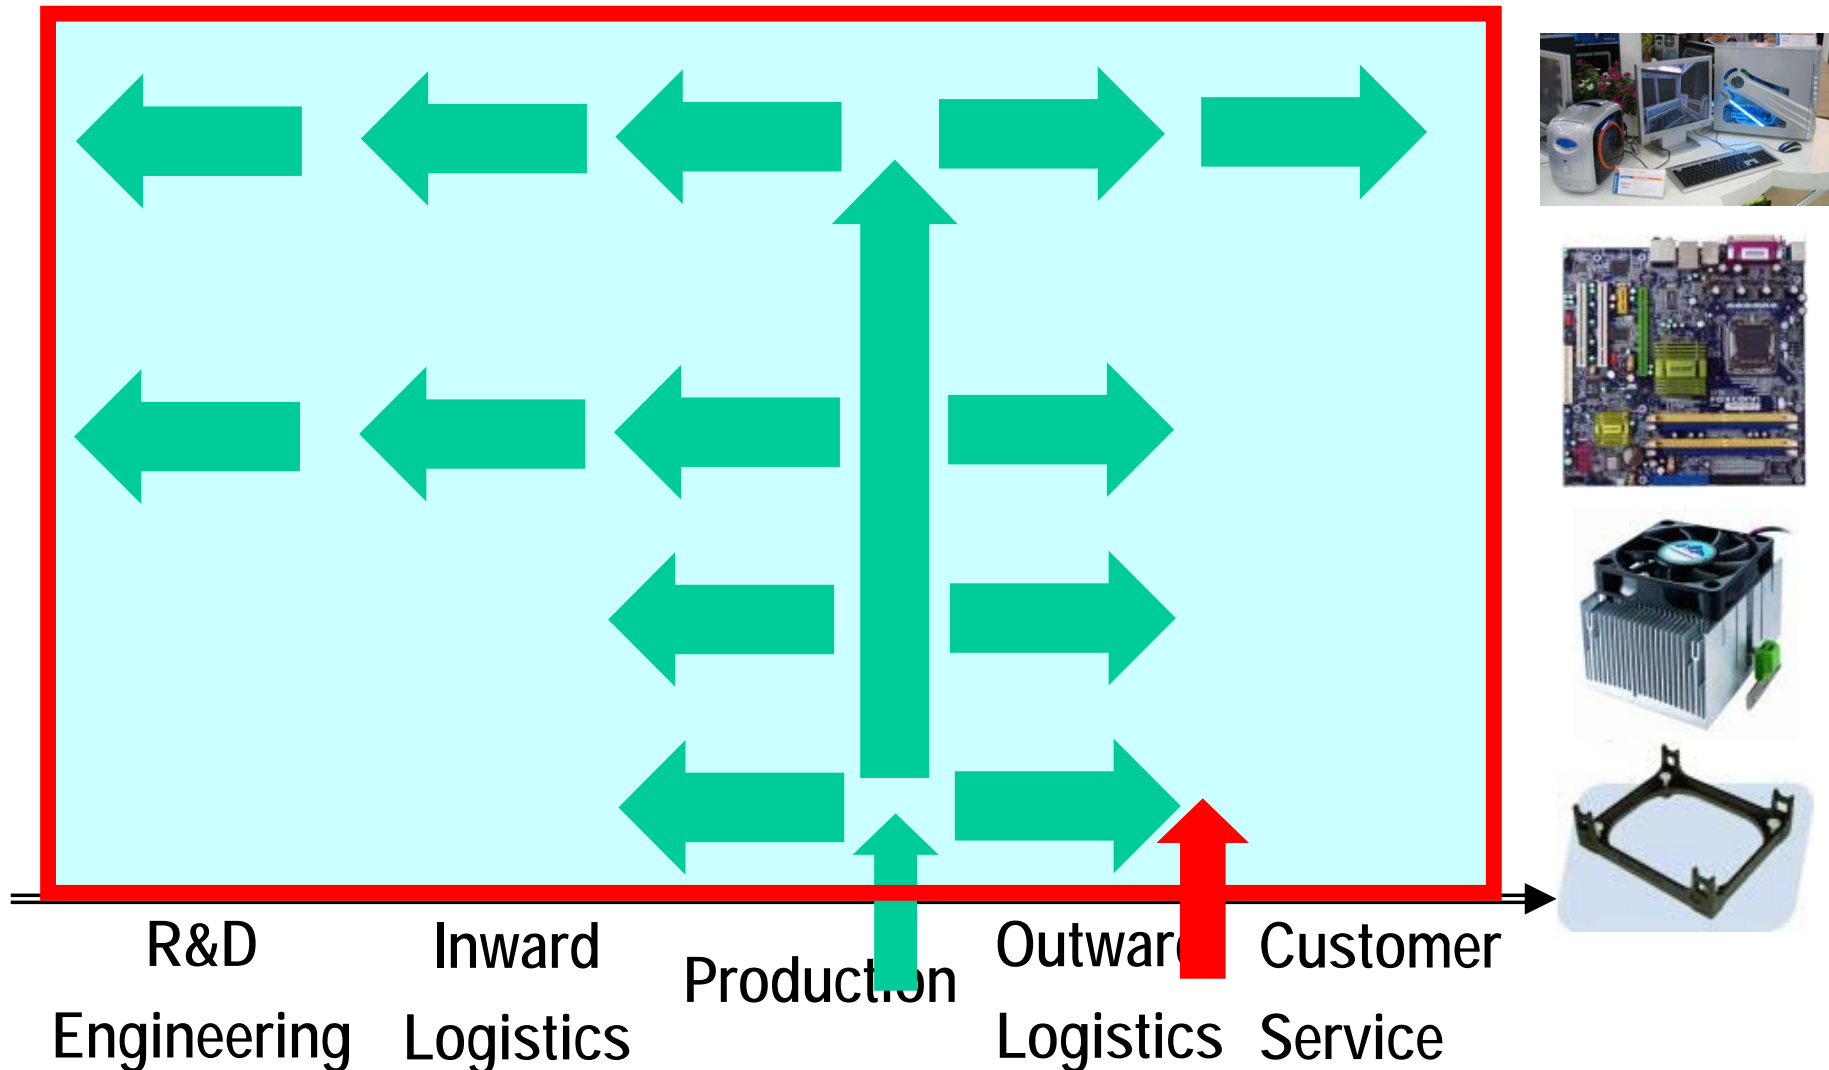 R&D
Engineering
Inward
Logistics
Production
Outward
Logistics
Customer
Service